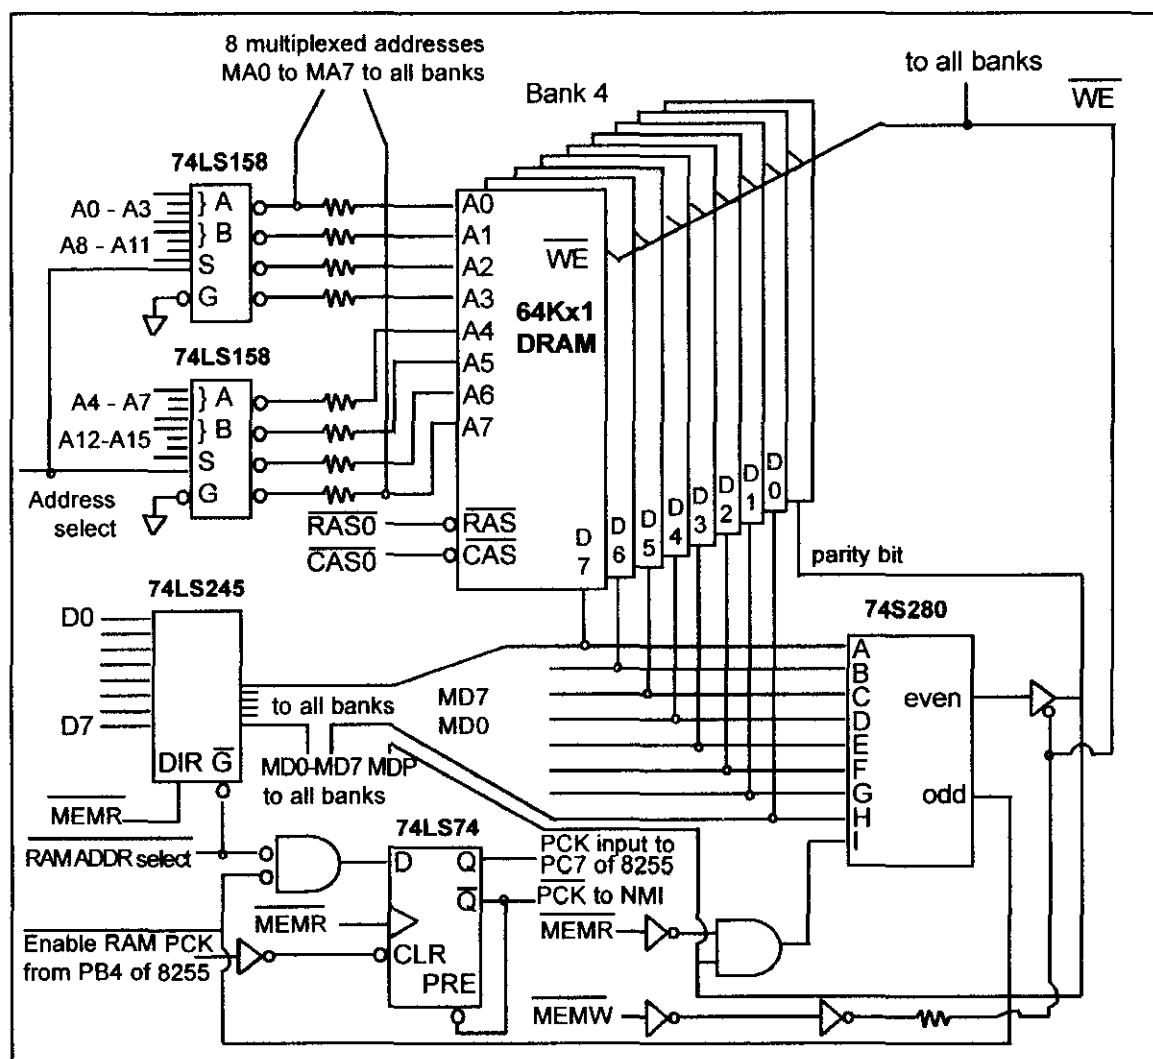 8 multiplexed addresses
MA0 to MA7 to all banks
to all banks
WE
Bank 4
74LS158
A0 - A3
} A
A8 - A11
} B
S
G
A0
A1
A2
A3
A4
A5
A6
A7
WE
64Kx1
DRAM
74LS158
A4 - A7
} A
A12-A15
} B
S
G
Address
select
RAS0
RAS
CAS0
CAS
D
7
D
6
D
5
D
4
D
3
D
2
D
1
D0
parity bit
74LS245
D0
D7
DIR G
to all banks
MD0-MD7 MDP
to all banks
MD7
MD0
74S280
A
B
C
D
E
F
G
H
I
even
odd
MEMR
RAM ADDR select
74LS74
D
Q
Q
CLR
PRE
PCK input to
PC7 of 8255
PCK to NMI
MEMR
MEMR
Enable RAM PCK
from PB4 of 8255
MEMW